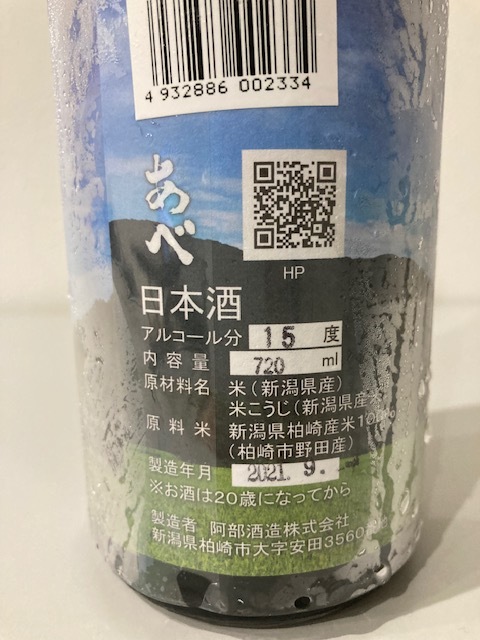 4 932886 002334
あべ
HP
日本酒
アルコール分 15 度
内容量 720 ml
原材料名 米(新潟県産)
米こうじ(新潟県産米
原料米 新潟県柏崎産米100%
(柏崎市野田産)
製造年月 2021. 9.
※お酒は20歳になってから
製造者 阿部酒造株式会社
新潟県柏崎市大字安田3560